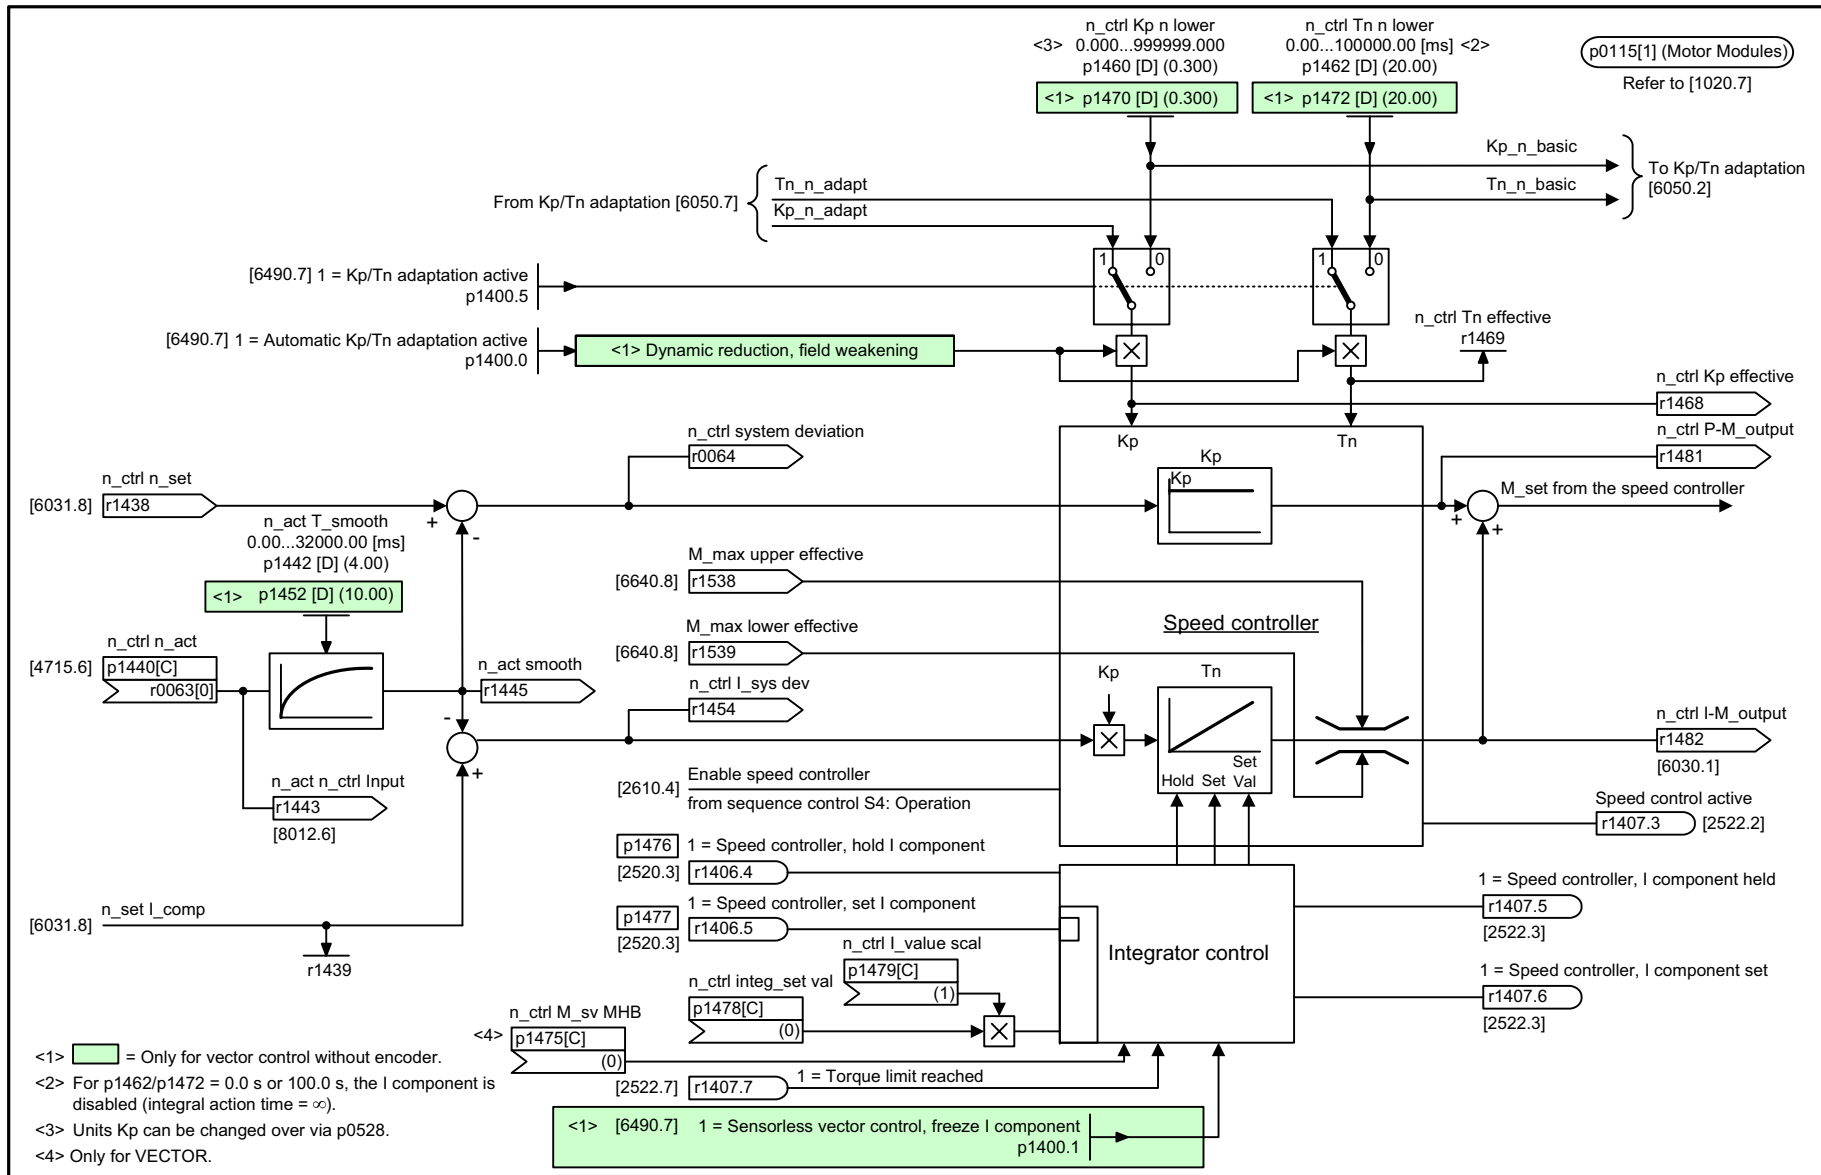 n_ctrl Kp n lower
<3> 0.000...999999.000
p1460 [D] (0.300)
<1> p1470 [D] (0.300)
n_ctrl Tn n lower
0.00...100000.00 [ms] <2>
p1462 [D] (20.00)
<1> p1472 [D] (20.00)
p0115[1] (Motor Modules)
Refer to [1020.7]
Kp_n_basic
Tn_n_basic
To Kp/Tn adaptation
[6050.2]
From Kp/Tn adaptation [6050.7]
Tn_n_adapt
Kp_n_adapt
1 0
1 0
[6490.7] 1 = Kp/Tn adaptation active
p1400.5
[6490.7] 1 = Automatic Kp/Tn adaptation active
p1400.0
<1> Dynamic reduction, field weakening
n_ctrl Tn effective
r1469
n_ctrl Kp effective
r1468
n_ctrl P-M_output
r1481
n_ctrl system deviation
r0064
Kp
Tn
Kp
Kp
n_ctrl n_set
[6031.8] r1438
+
-
M_set from the speed controller
+
+
n_act T_smooth
0.00...32000.00 [ms]
p1442 [D] (4.00)
<1> p1452 [D] (10.00)
M_max upper effective
[6640.8] r1538
Speed controller
M_max lower effective
[6640.8] r1539
n_ctrl n_act
[4715.6] p1440[C]
r0063[0]
n_act smooth
r1445
n_ctrl I_sys dev
r1454
Kp
Tn
-
+
n_ctrl I-M_output
r1482
[6030.1]
Set
Hold Set Val
n_act n_ctrl Input
r1443
[8012.6]
[2610.4] Enable speed controller
from sequence control S4: Operation
Speed control active
r1407.3 [2522.2]
p1476 1 = Speed controller, hold I component
[2520.3] r1406.4
p1477 1 = Speed controller, set I component
[2520.3] r1406.5
Integrator control
1 = Speed controller, I component held
r1407.5
[2522.3]
1 = Speed controller, I component set
r1407.6
[2522.3]
[6031.8] n_set I_comp
r1439
n_ctrl I_value scal
p1479[C]
(1)
n_ctrl integ_set val
p1478[C]
(0)
n_ctrl M_sv MHB
<4> p1475[C]
(0)
[2522.7] r1407.7 1 = Torque limit reached
<1> [6490.7] 1 = Sensorless vector control, freeze I component
p1400.1
<1> = Only for vector control without encoder.
<2> For p1462/p1472 = 0.0 s or 100.0 s, the I component is
disabled (integral action time = ∞).
<3> Units Kp can be changed over via p0528.
<4> Only for VECTOR.